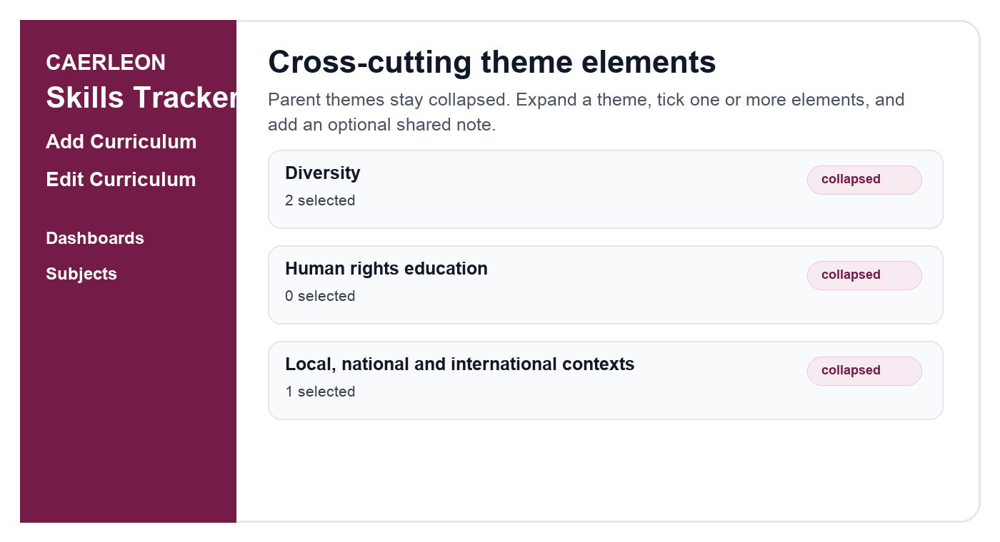 CAERLEON
Skills Tracker
Add Curriculum
Edit Curriculum
Dashboards
Subjects
Cross-cutting theme elements
Parent themes stay collapsed. Expand a theme, tick one or more elements, and
add an optional shared note.
Diversity
collapsed
2 selected
Human rights education
collapsed
0 selected
Local, national and international contexts
collapsed
1 selected